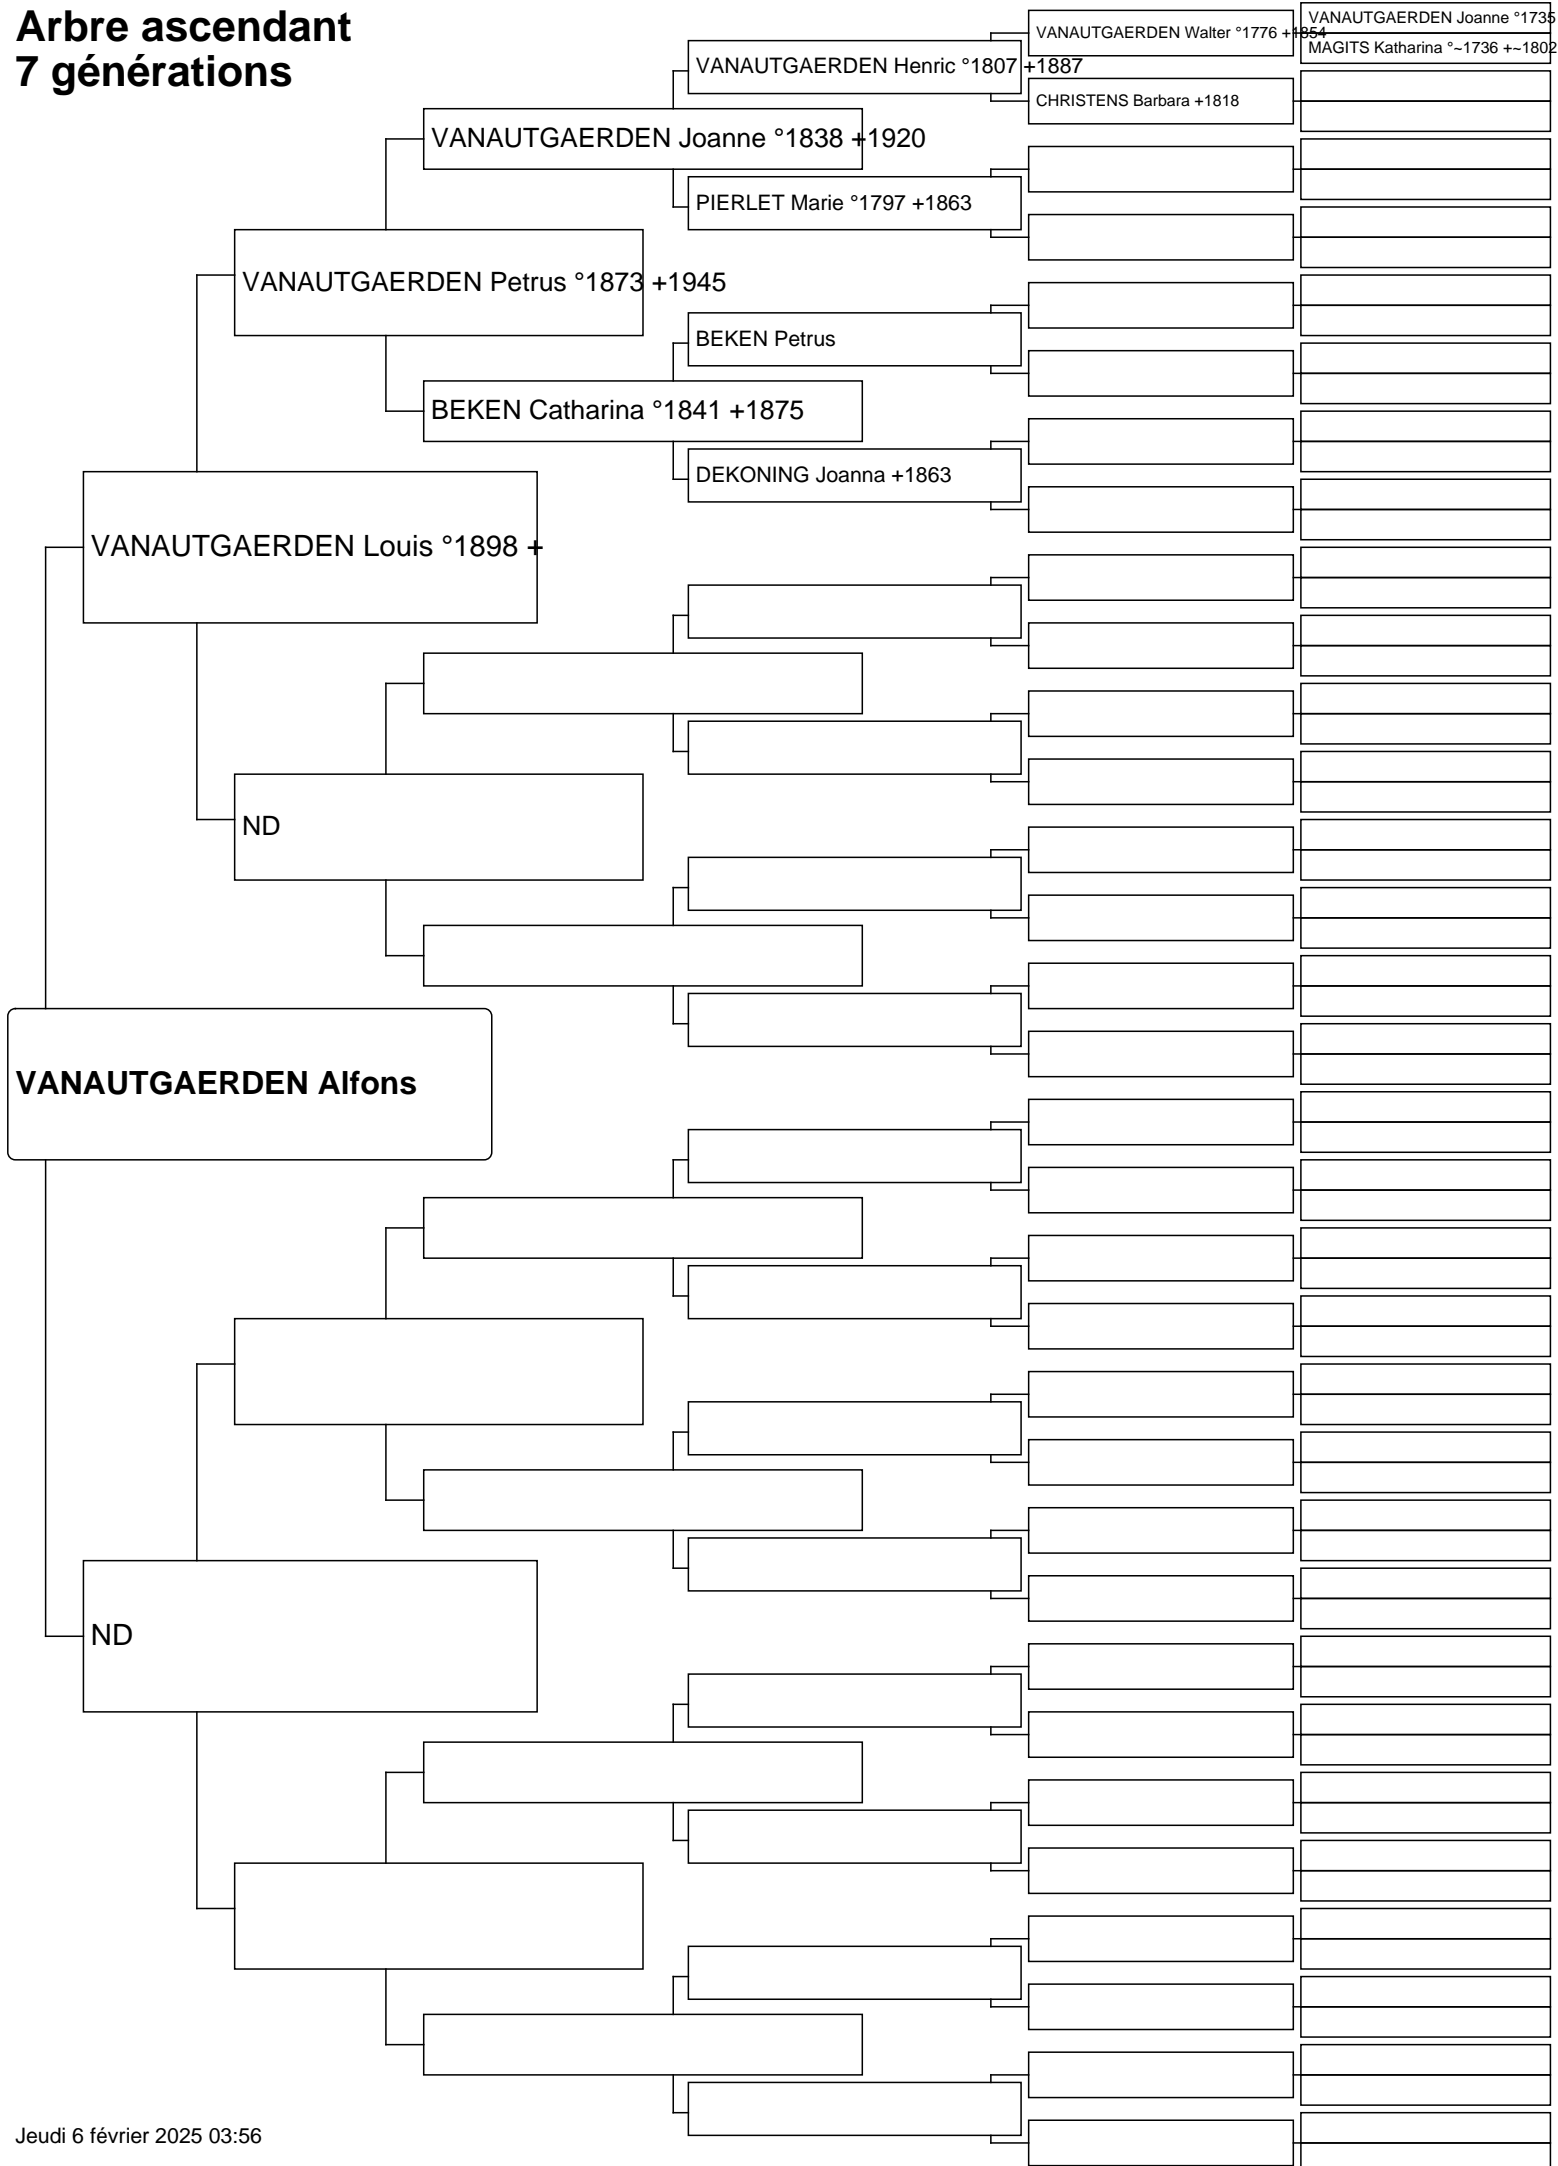 Arbre ascendant
7 générations
VANAUTGAERDEN Joanne °1735
VANAUTGAERDEN Walter °1776 +1854
MAGITS Katharina °~1736 +~1802
VANAUTGAERDEN Henric °1807 +1887
CHRISTENS Barbara +1818
VANAUTGAERDEN Joanne °1838 +1920
PIERLET Marie °1797 +1863
VANAUTGAERDEN Petrus °1873 +1945
BEKEN Petrus
BEKEN Catharina °1841 +1875
DEKONING Joanna +1863
VANAUTGAERDEN Louis °1898 +
ND
VANAUTGAERDEN Alfons
ND
Jeudi 6 février 2025 03:56